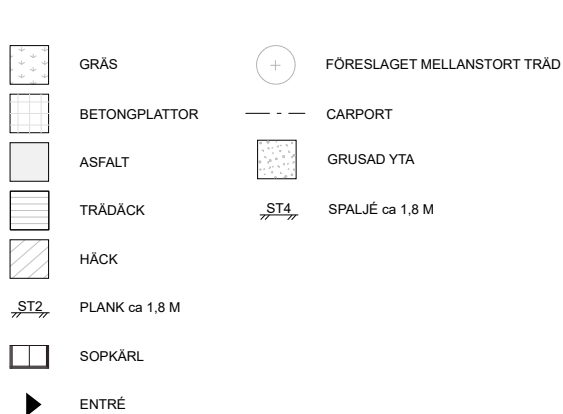 GRÄS
BETONGPLATTOR
ASFALT
TRÄDÄCK
HÄCK
ST2 PLANK ca 1,8 M
SOPKÄRL
ENTRÉ
FÖRESLAGET MELLANSTORT TRÄD
CARPORT
GRUSAD YTA
ST4 SPALJÉ ca 1,8 M